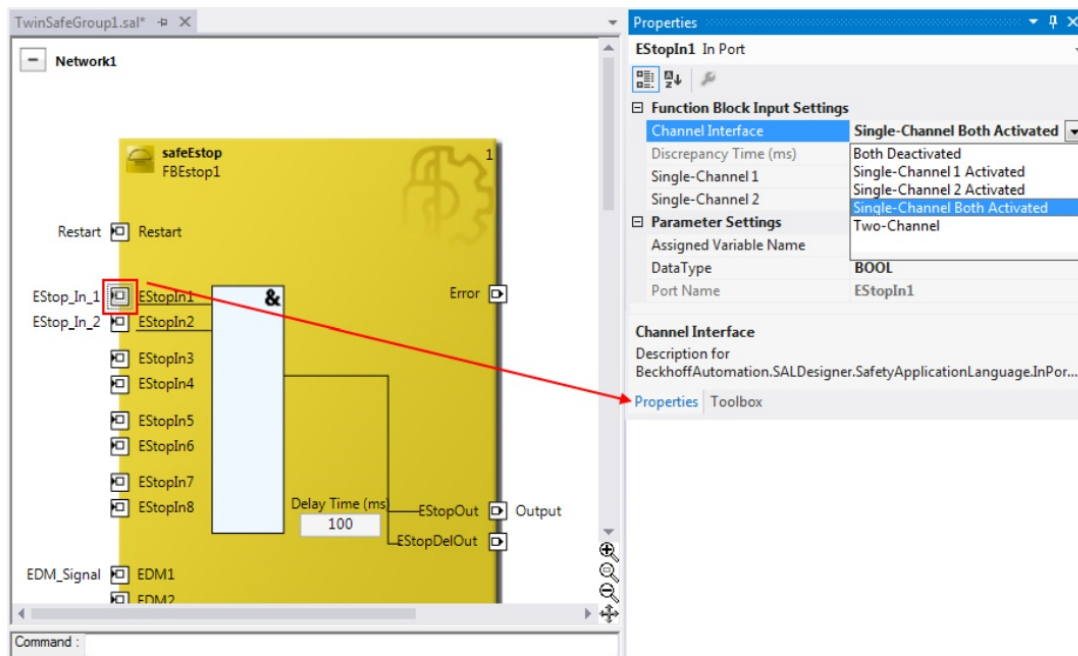 TwinSafeGroup1.sal*
Network1
safeEstop
FBEstop1
1
Restart Restart
EStop_In_1 EStopIn1 & Error
EStop_In_2 EStopIn2
EStopIn3
EStopIn4
EStopIn5
EStopIn6
EStopIn7
EStopIn8
Delay Time (ms)
100
EStopOut Output
EStopDelOut
EDM_Signal EDM1
EDM2
Command :
Properties
EStopIn1 In Port
Function Block Input Settings
Channel Interface Single-Channel Both Activated
Discrepancy Time (ms)
Single-Channel 1
Single-Channel 2
Both Deactivated
Single-Channel 1 Activated
Single-Channel 2 Activated
Single-Channel Both Activated
Two-Channel
Parameter Settings
Assigned Variable Name
DataType BOOL
Port Name EStopIn1
Channel Interface
Description for
BeckhoffAutomation.SALDesigner.SafetyApplicationLanguage.InPor...
Properties Toolbox